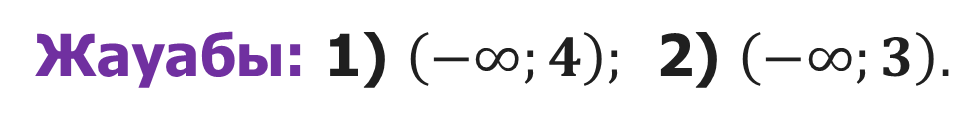 Жауабы: 1) (−∞; 4); 2) (−∞; 3).